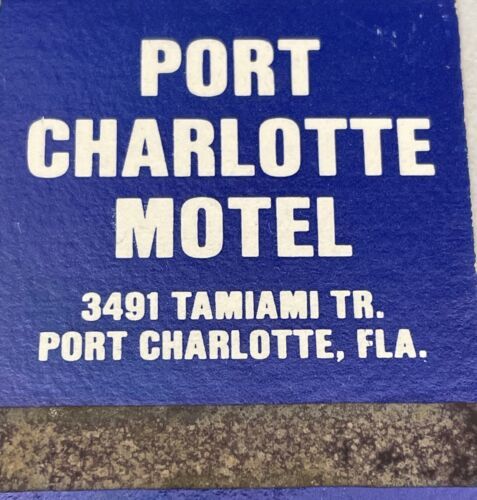 PORT
CHARLOTTE
MOTEL
3491 TAMIAMI TR.
PORT CHARLOTTE, FLA.